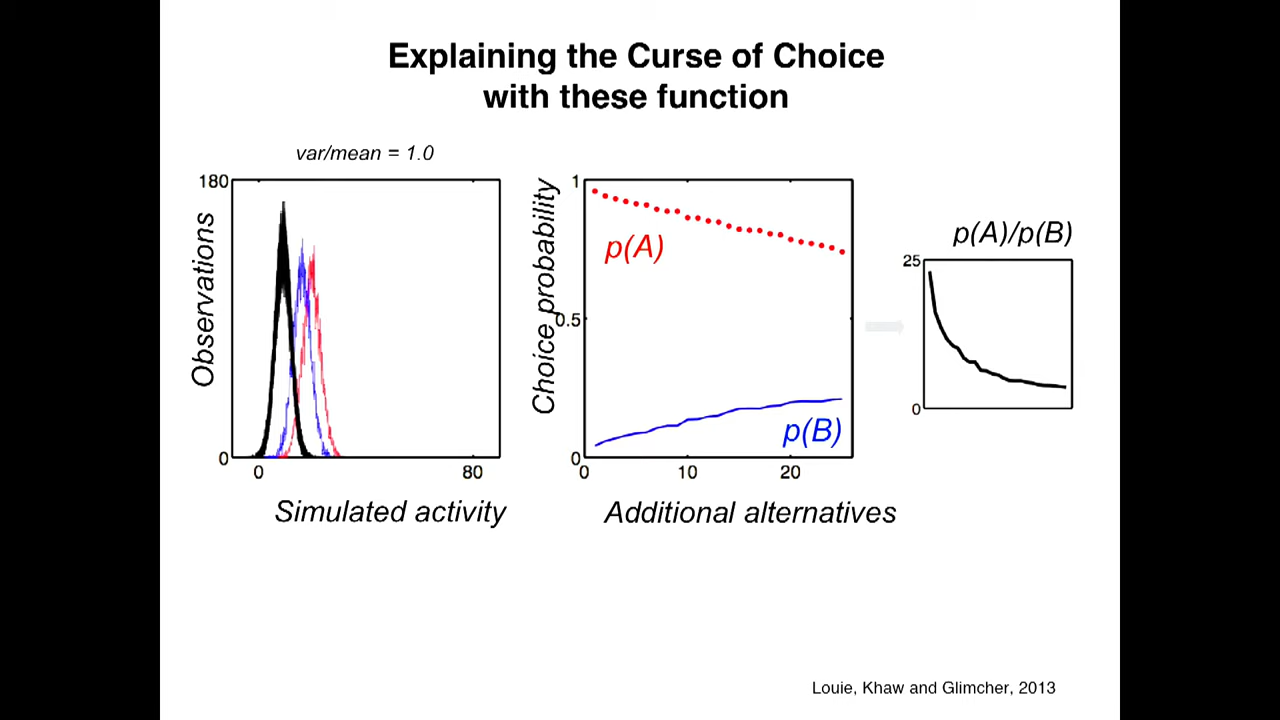 Explaining the Curse of Choice
with these function
var/mean = 1.0
180
Observations
0
0
80
Simulated activity
1
Choice probability
0.5
0
p(A)
p(B)
0
10
20
Additional alternatives
p(A)/p(B)
25
0
Louie, Khaw and Glimcher, 2013